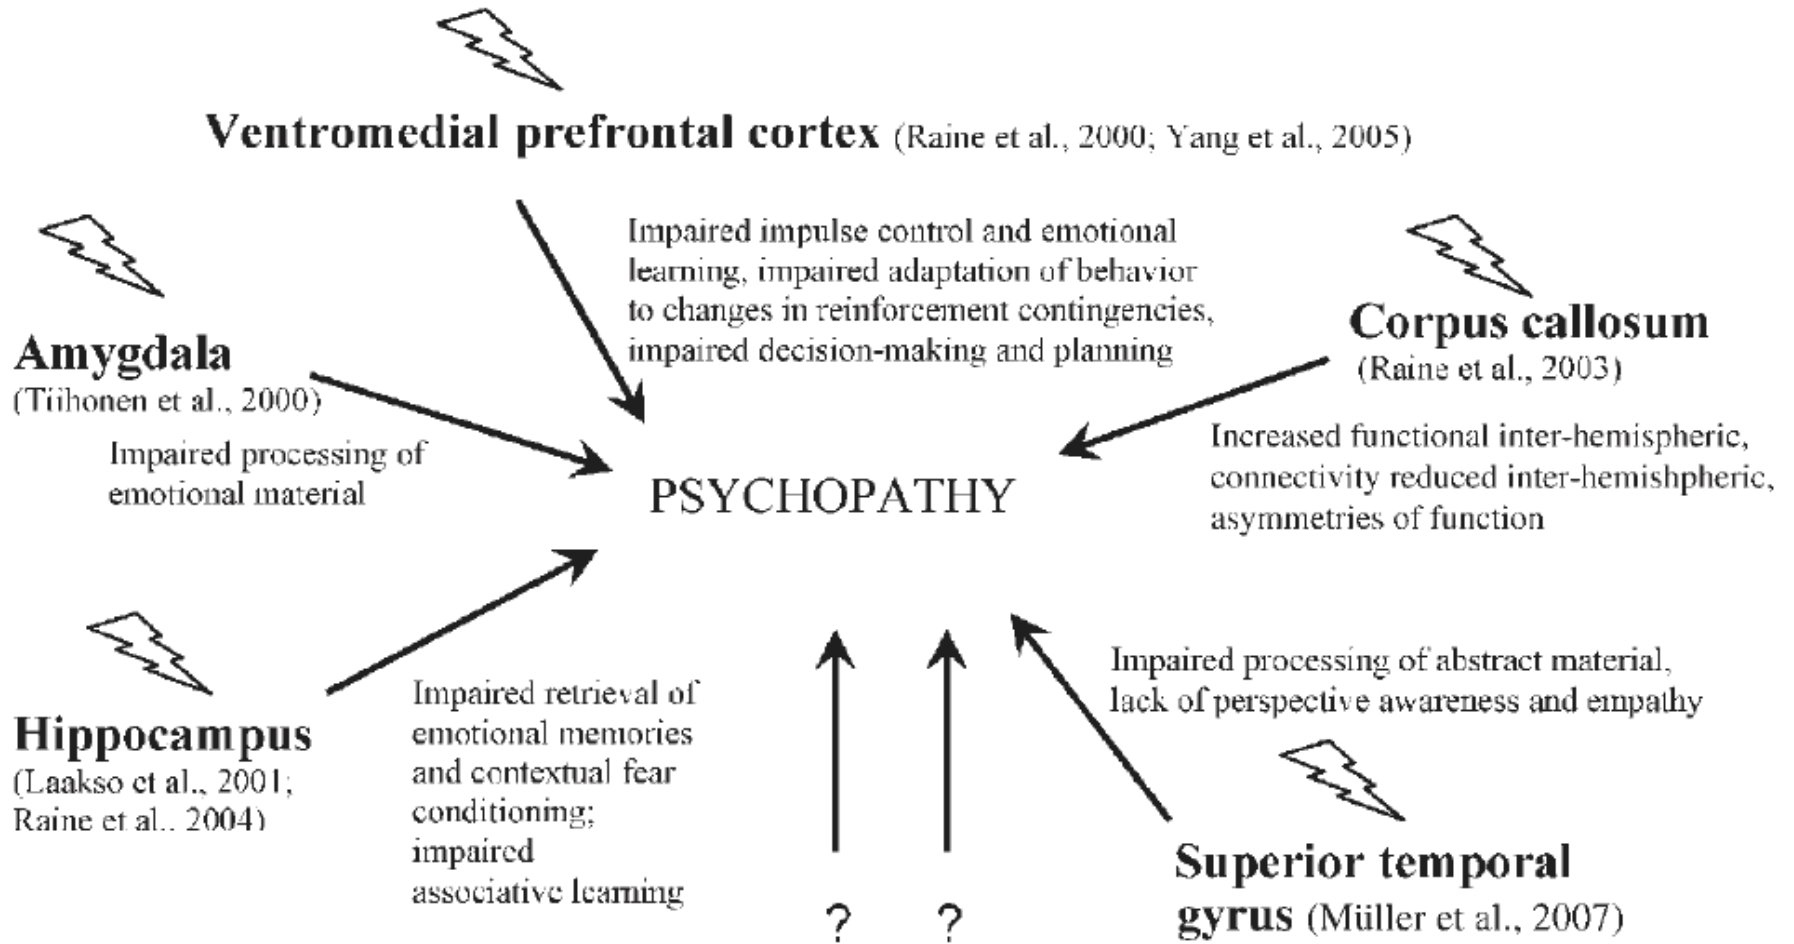 Ventromedial prefrontal cortex (Raine et al., 2000; Yang et al., 2005)
Impaired impulse control and emotional
learning, impaired adaptation of behavior
to changes in reinforcement contingencies,
impaired decision-making and planning
Amygdala
(Tiihonen et al., 2000)
Impaired processing of
emotional material
Corpus callosum
(Raine et al., 2003)
Increased functional inter-hemispheric,
connectivity reduced inter-hemishpheric,
asymmetries of function
PSYCHOPATHY
Hippocampus
(Laakso et al., 2001;
Raine et al., 2004)
Impaired retrieval of
emotional memories
and contextual fear
conditioning;
impaired
associative learning
? ?
Impaired processing of abstract material,
lack of perspective awareness and empathy
Superior temporal
gyrus (Müller et al., 2007)